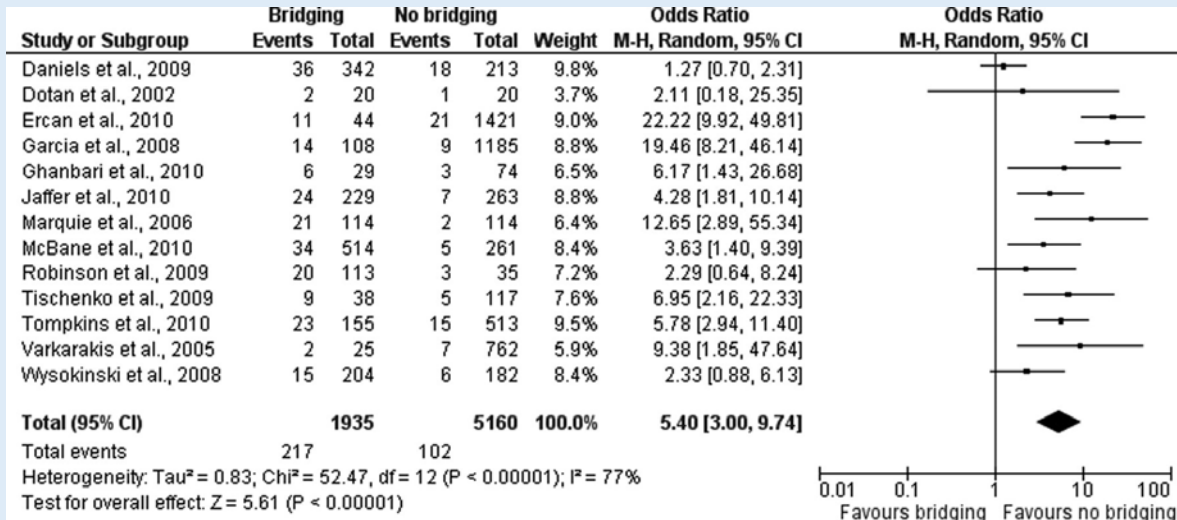 Bridging No bridging Odds Ratio Odds Ratio
Study or Subgroup Events Total Events Total Weight M-H, Random, 95% CI M-H, Random, 95% CI
Daniels et al., 2009 36 342 18 213 9.8% 1.27 [0.70, 2.31]
Dotan et al., 2002 2 20 1 20 3.7% 2.11 [0.18, 25.35]
Ercan et al., 2010 11 44 21 1421 9.0% 22.22 [9.92, 49.81]
Garcia et al., 2008 14 108 9 1185 8.8% 19.46 [8.21, 46.14]
Ghanbari et al., 2010 6 29 3 74 6.5% 6.17 [1.43, 26.68]
Jaffer et al., 2010 24 229 7 263 8.8% 4.28 [1.81, 10.14]
Marquie et al., 2006 21 114 2 114 6.4% 12.65 [2.89, 55.34]
McBane et al., 2010 34 514 5 261 8.4% 3.63 [1.40, 9.39]
Robinson et al., 2009 20 113 3 35 7.2% 2.29 [0.64, 8.24]
Tischenko et al., 2009 9 38 5 117 7.6% 6.95 [2.16, 22.33]
Tompkins et al., 2010 23 155 15 513 9.5% 5.78 [2.94, 11.40]
Varkarakis et al., 2005 2 25 7 762 5.9% 9.38 [1.85, 47.64]
Wysokinski et al., 2008 15 204 6 182 8.4% 2.33 [0.88, 6.13]
Total (95% CI) 1935 5160 100.0% 5.40 [3.00, 9.74]
Total events 217 102
Heterogeneity: Tau² = 0.83; Chi² = 52.47, df = 12 (P < 0.00001); I² = 77%
Test for overall effect: Z = 5.61 (P < 0.00001)
0.01 0.1 1 10 100
Favours bridging Favours no bridging